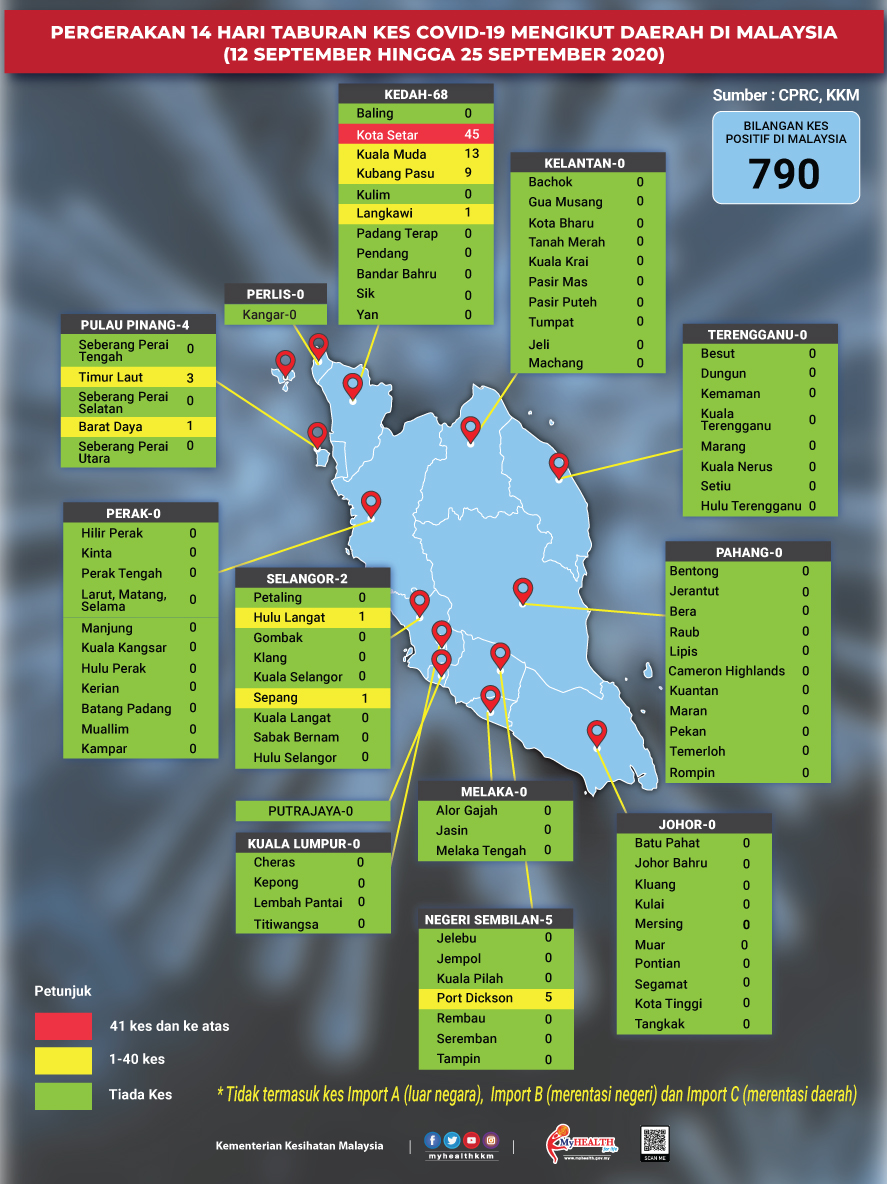 PERGERAKAN 14 HARI TABURAN KES COVID-19 MENGIKUT DAERAH DI MALAYSIA
(12 SEPTEMBER HINGGA 25 SEPTEMBER 2020)
Sumber : CPRC, KKM
BILANGAN KES
POSITIF DI MALAYSIA
790
KEDAH-68
Baling 0
Kota Setar 45
Kuala Muda 13
Kubang Pasu 9
Kulim 0
Langkawi 1
Padang Terap 0
Pendang 0
Bandar Bahru 0
Sik 0
Yan 0
KELANTAN-0
Bachok 0
Gua Musang 0
Kota Bharu 0
Tanah Merah 0
Kuala Krai 0
Pasir Mas 0
Pasir Puteh 0
Tumpat 0
Jeli 0
Machang 0
PERLIS-0
Kangar-0
PULAU PINANG-4
Seberang Perai
Tengah 0
Timur Laut 3
Seberang Perai
Selatan 0
Barat Daya 1
Seberang Perai
Utara 0
TERENGGANU-0
Besut 0
Dungun 0
Kemaman 0
Kuala
Terengganu 0
Marang 0
Kuala Nerus 0
Setiu 0
Hulu Terengganu 0
PERAK-0
Hilir Perak 0
Kinta 0
Perak Tengah 0
Larut, Matang,
Selama 0
Manjung 0
Kuala Kangsar 0
Hulu Perak 0
Kerian 0
Batang Padang 0
Muallim 0
Kampar 0
SELANGOR-2
Petaling 0
Hulu Langat 1
Gombak 0
Klang 0
Kuala Selangor 0
Sepang 1
Kuala Langat 0
Sabak Bernam 0
Hulu Selangor 0
PAHANG-0
Bentong 0
Jerantut 0
Bera 0
Raub 0
Lipis 0
Cameron Highlands 0
Kuantan 0
Maran 0
Pekan 0
Temerloh 0
Rompin 0
PUTRAJAYA-0
KUALA LUMPUR-0
Cheras 0
Kepong 0
Lembah Pantai 0
Titiwangsa 0
MELAKA-0
Alor Gajah 0
Jasin 0
Melaka Tengah 0
NEGERI SEMBILAN-5
Jelebu 0
Jempol 0
Kuala Pilah 0
Port Dickson 5
Rembau 0
Seremban 0
Tampin 0
JOHOR-0
Batu Pahat 0
Johor Bahru 0
Kluang 0
Kulai 0
Mersing 0
Muar 0
Pontian 0
Segamat 0
Kota Tinggi 0
Tangkak 0
Petunjuk
41 kes dan ke atas
1-40 kes
Tiada Kes
* Tidak termasuk kes Import A (luar negara), Import B (merentasi negeri) dan Import C (merentasi daerah)
Kementerian Kesihatan Malaysia
myhealthkkm
MyHEALTH
for life
www.myhealth.gov.my
SCAN ME